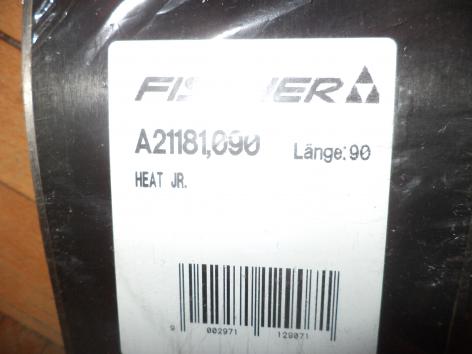 FISCHER
A21181,090 Länge: 90
HEAT JR.
9 002971 129071